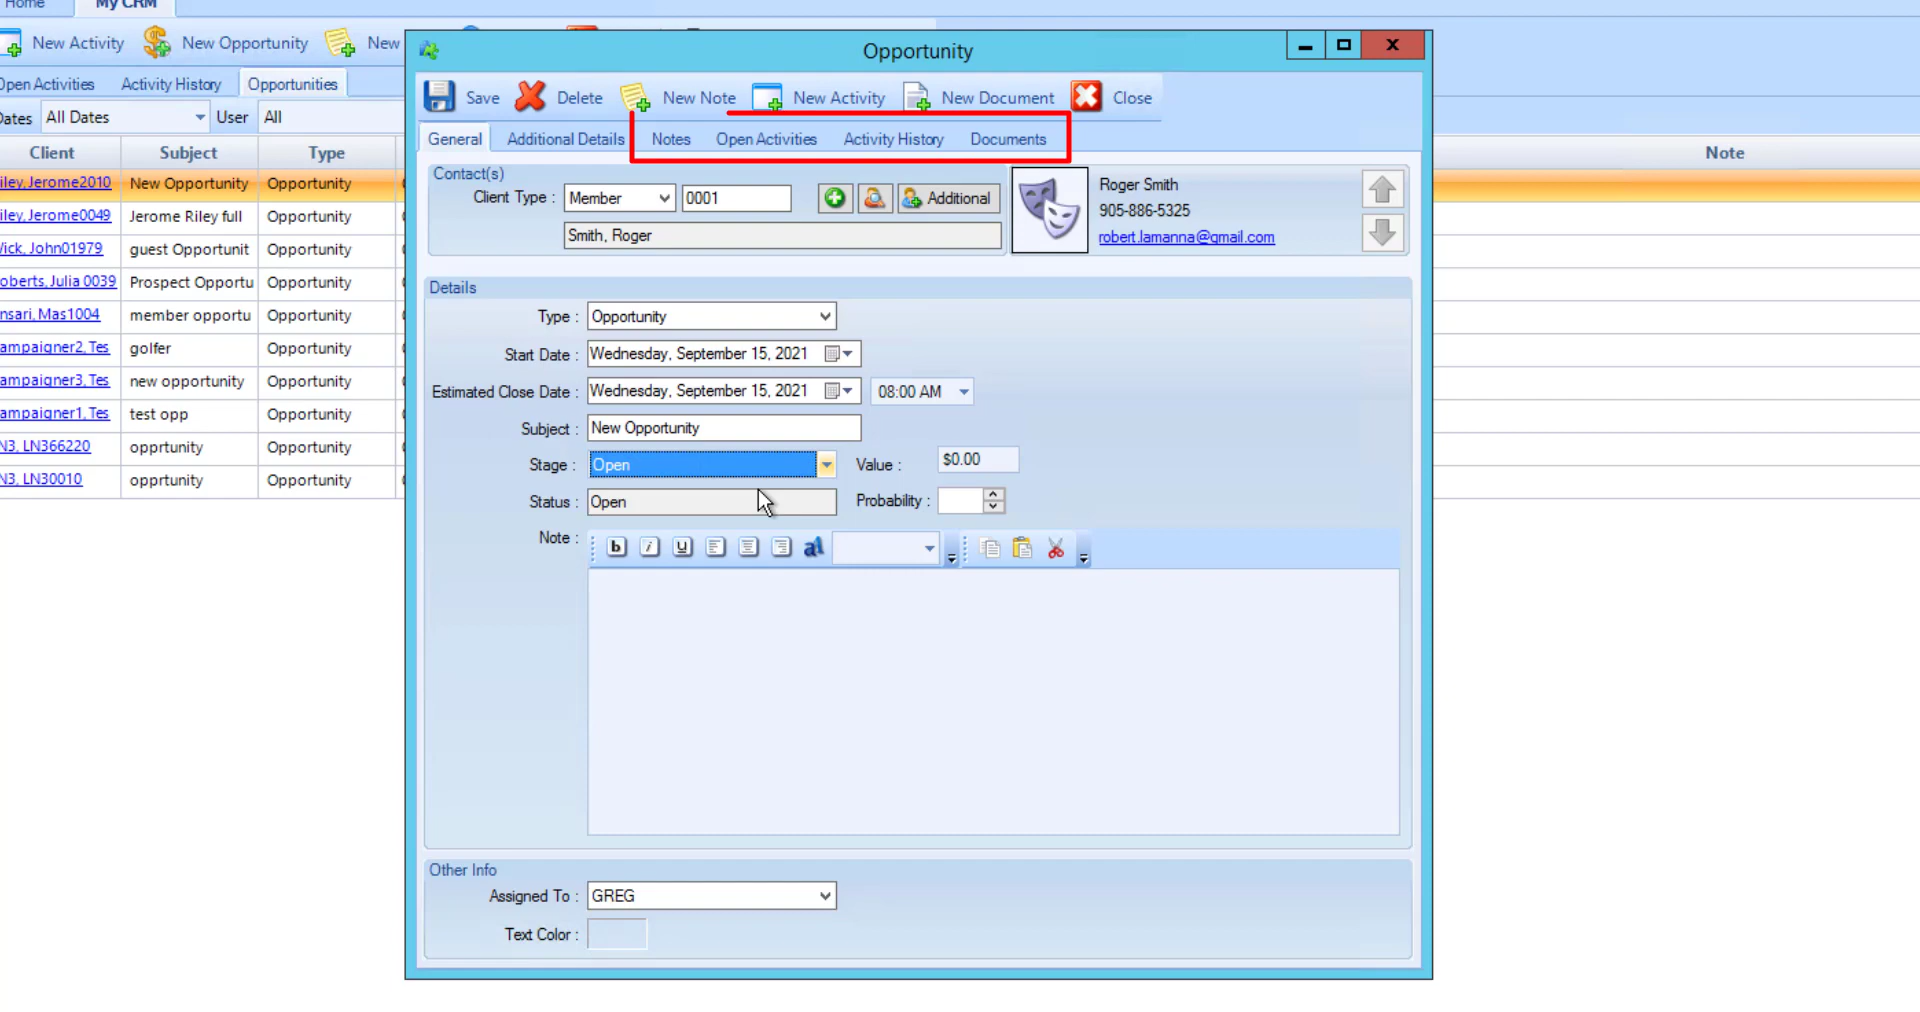 Home My CRM
New Activity New Opportunity New
Open Activities Activity History Opportunities
Dates All Dates User All
Client Subject Type Note
iley, Jerome2010 New Opportunity Opportunity
iley, Jerome0049 Jerome Riley full Opportunity
Vick, John01979 guest Opportunit Opportunity
oberts, Julia 0039 Prospect Opportu Opportunity
nsari, Mas1004 member opportu Opportunity
ampaigner2, Tes golfer Opportunity
ampaigner3, Tes new opportunity Opportunity
ampaigner1, Tes test opp Opportunity
N3, LN366220 opprtunity Opportunity
N3, LN30010 opprtunity Opportunity
Opportunity
Save Delete New Note New Activity New Document Close
General Additional Details Notes Open Activities Activity History Documents
Contact(s)
Client Type : Member 0001 Additional
Smith, Roger
Roger Smith
905-886-5325
robert.lamanna@gmail.com
Details
Type : Opportunity
Start Date : Wednesday, September 15, 2021
Estimated Close Date : Wednesday, September 15, 2021 08:00 AM
Subject : New Opportunity
Stage : Open Value : $0.00
Status : Open Probability :
Note : b i u a
Other Info
Assigned To : GREG
Text Color :